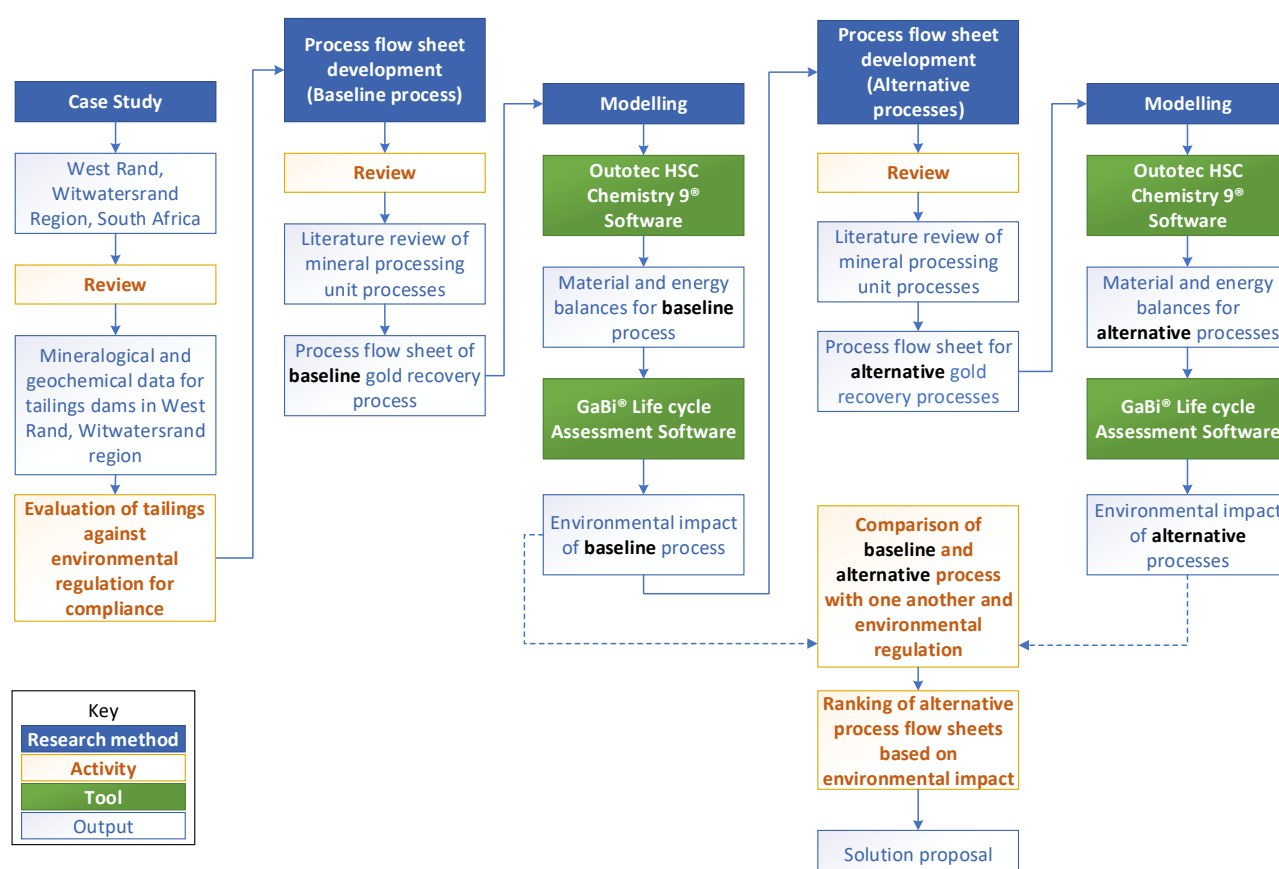 Case Study
West Rand,
Witwatersrand
Region, South Africa
Review
Mineralogical and
geochemical data for
tailings dams in West
Rand, Witwatersrand
region
Evaluation of tailings
against
environmental
regulation for
compliance
Process flow sheet
development
(Baseline process)
Review
Literature review of
mineral processing
unit processes
Process flow sheet of
baseline gold recovery
process
Modelling
Outotec HSC
Chemistry 9®
Software
Material and energy
balances for baseline
process
GaBi® Life cycle
Assessment Software
Environmental impact
of baseline process
Process flow sheet
development
(Alternative
processes)
Review
Literature review of
mineral processing
unit processes
Process flow sheet for
alternative gold
recovery processes
Modelling
Outotec HSC
Chemistry 9®
Software
Material and energy
balances for
alternative processes
GaBi® Life cycle
Assessment Software
Environmental impact
of alternative
processes
Comparison of
baseline and
alternative process
with one another and
environmental
regulation
Ranking of alternative
process flow sheets
based on
environmental impact
Solution proposal
Key
Research method
Activity
Tool
Output